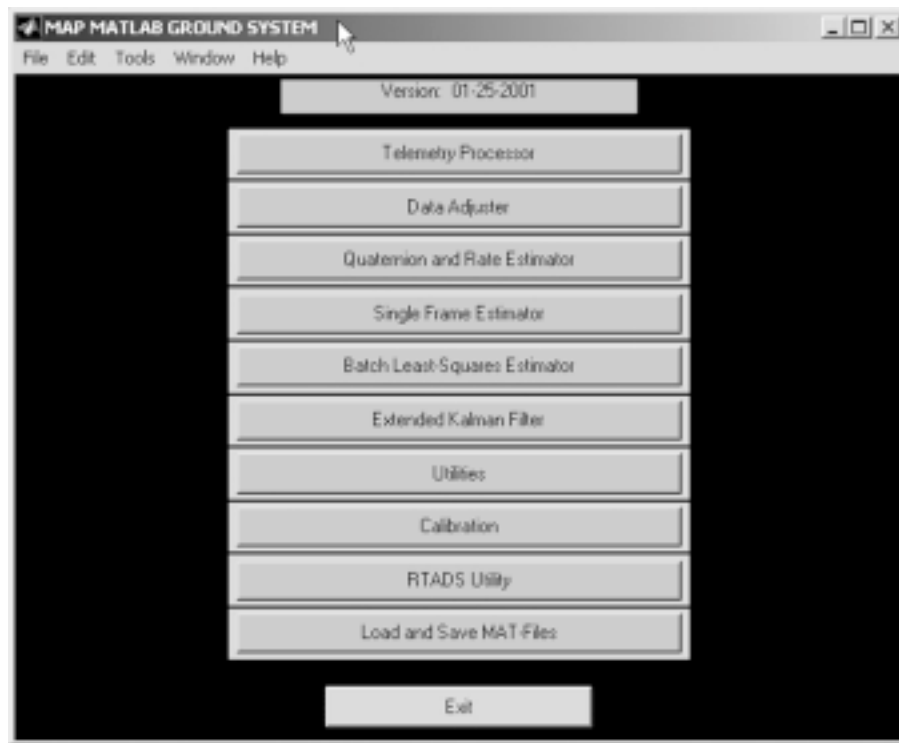 MAP MATLAB GROUND SYSTEM
File Edit Tools Window Help
Version: 01-25-2001
Telemetry Processor
Data Adjuster
Quaternion and Rate Estimator
Single Frame Estimator
Batch Least-Squares Estimator
Extended Kalman Filter
Utilities
Calibration
RTADS Utility
Load and Save MAT-Files
Exit